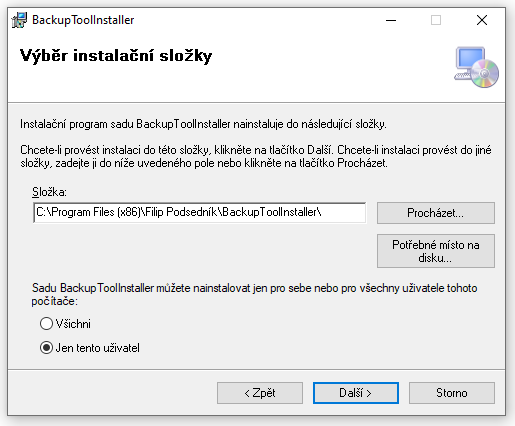 BackupToolInstaller
Výběr instalační složky
Instalační program sadu BackupToolInstaller nainstaluje do následující složky.
Chcete-li provést instalaci do této složky, klikněte na tlačítko Další. Chcete-li instalaci provést do jiné
složky, zadejte ji do níže uvedeného pole nebo klikněte na tlačítko Procházet.
Složka:
C:\Program Files (x86)\Filip Podsedník\BackupToolInstaller\
Procházet...
Potřebné místo na
disku...
Sadu BackupToolInstaller můžete nainstalovat jen pro sebe nebo pro všechny uživatele tohoto
počítače:
Všichni
Jen tento uživatel
< Zpět
Další >
Storno